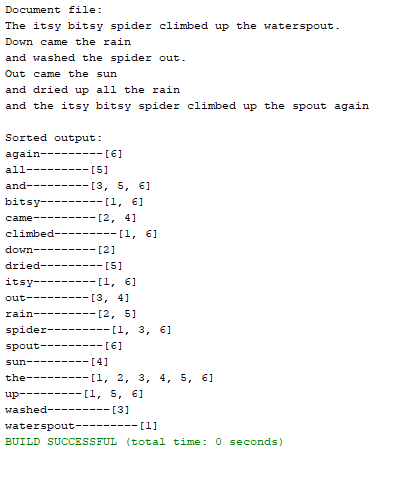 Document file:
The itsy bitsy spider climbed up the waterspout.
Down came the rain
and washed the spider out.
Out came the sun
and dried up all the rain
and the itsy bitsy spider climbed up the spout again
Sorted output:
again---------[6]
all---------[5]
and---------[3, 5, 6]
bitsy---------[1, 6]
came---------[2, 4]
climbed---------[1, 6]
down---------[2]
dried---------[5]
itsy---------[1, 6]
out---------[3, 4]
rain---------[2, 5]
spider---------[1, 3, 6]
spout---------[6]
sun---------[4]
the---------[1, 2, 3, 4, 5, 6]
up---------[1, 5, 6]
washed---------[3]
waterspout---------[1]
BUILD SUCCESSFUL (total time: 0 seconds)